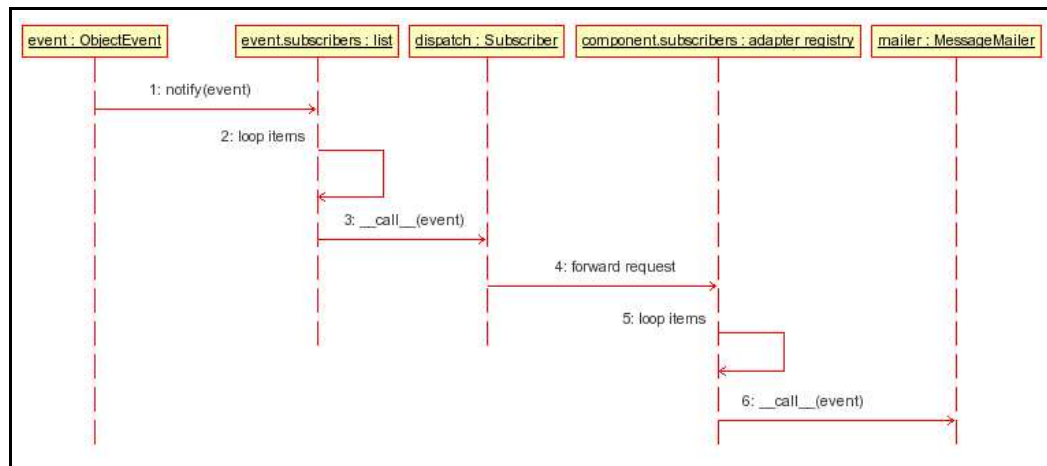 event : ObjectEvent
event.subscribers : list
dispatch : Subscriber
component.subscribers : adapter registry
mailer : MessageMailer
1: notify(event)
2: loop items
3: __call__(event)
4: forward request
5: loop items
6: __call__(event)